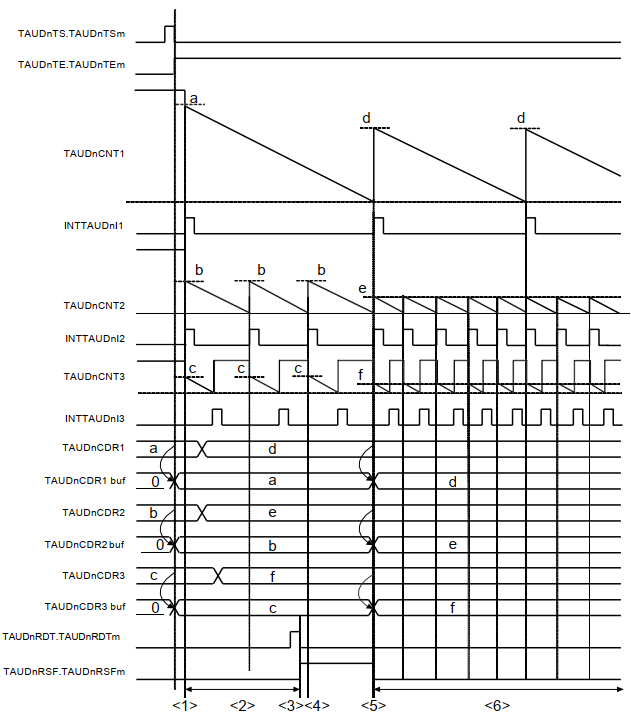 TAUDnTS.TAUDnTSm
TAUDnTE.TAUDnTEm
a
d
d
TAUDnCNT1
INTTAUDnI1
b
b
b
e
TAUDnCNT2
INTTAUDnI2
c
c
c
f
TAUDnCNT3
INTTAUDnI3
TAUDnCDR1
a
d
TAUDnCDR1 buf
0
a
d
TAUDnCDR2
b
e
TAUDnCDR2 buf
0
b
e
TAUDnCDR3
c
f
TAUDnCDR3 buf
0
c
f
TAUDnRDT.TAUDnRDTm
TAUDnRSF.TAUDnRSFm
<1> <2> <3><4> <5> <6>